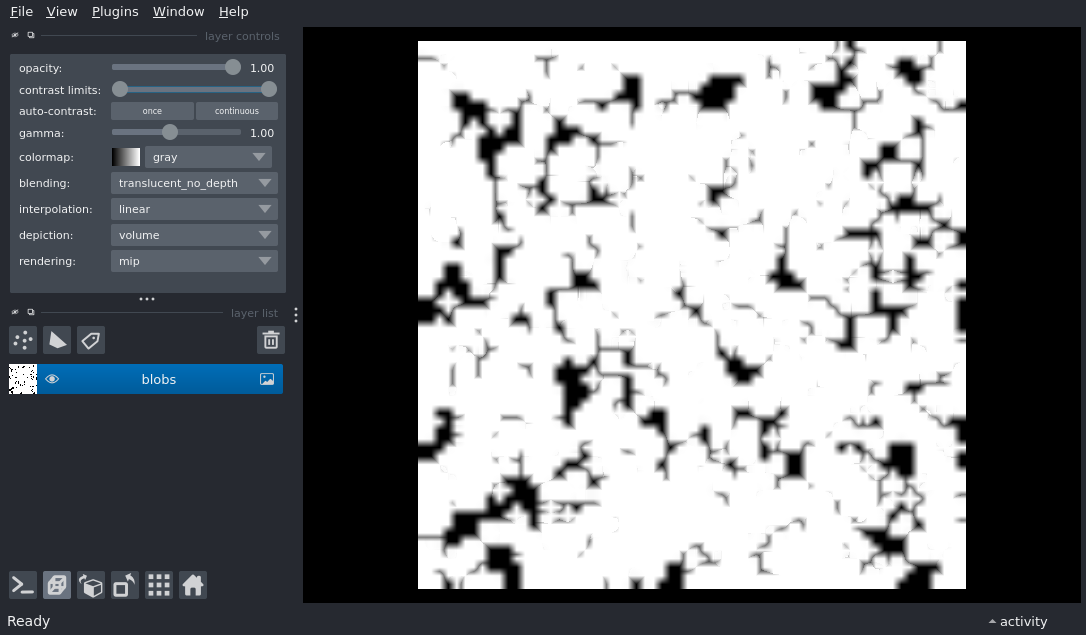 File View Plugins Window Help
layer controls
opacity: 1.00
contrast limits:
auto-contrast: once continuous
gamma: 1.00
colormap: gray
blending: translucent_no_depth
interpolation: linear
depiction: volume
rendering: mip
layer list
blobs
Ready activity